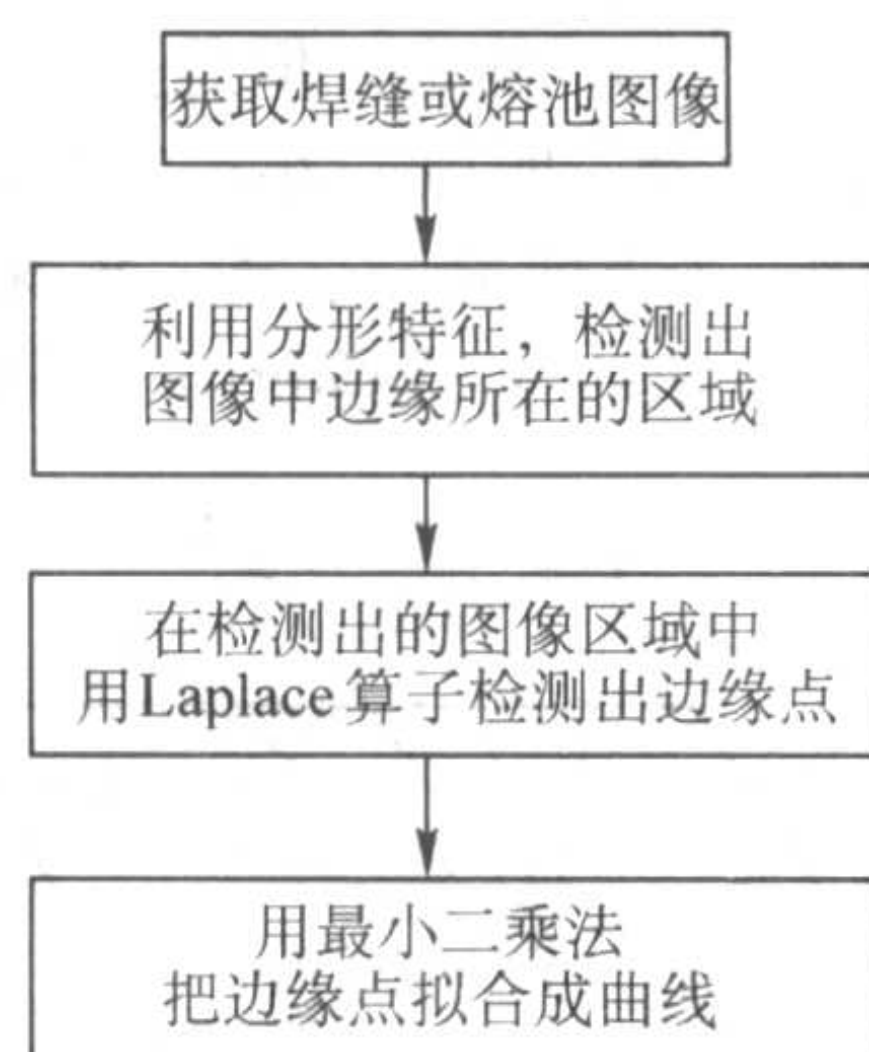 获取焊缝或熔池图像
利用分形特征，检测出
图像中边缘所在的区域
在检测出的图像区域中
用Laplace算子检测出边缘点
用最小二乘法
把边缘点拟合成曲线